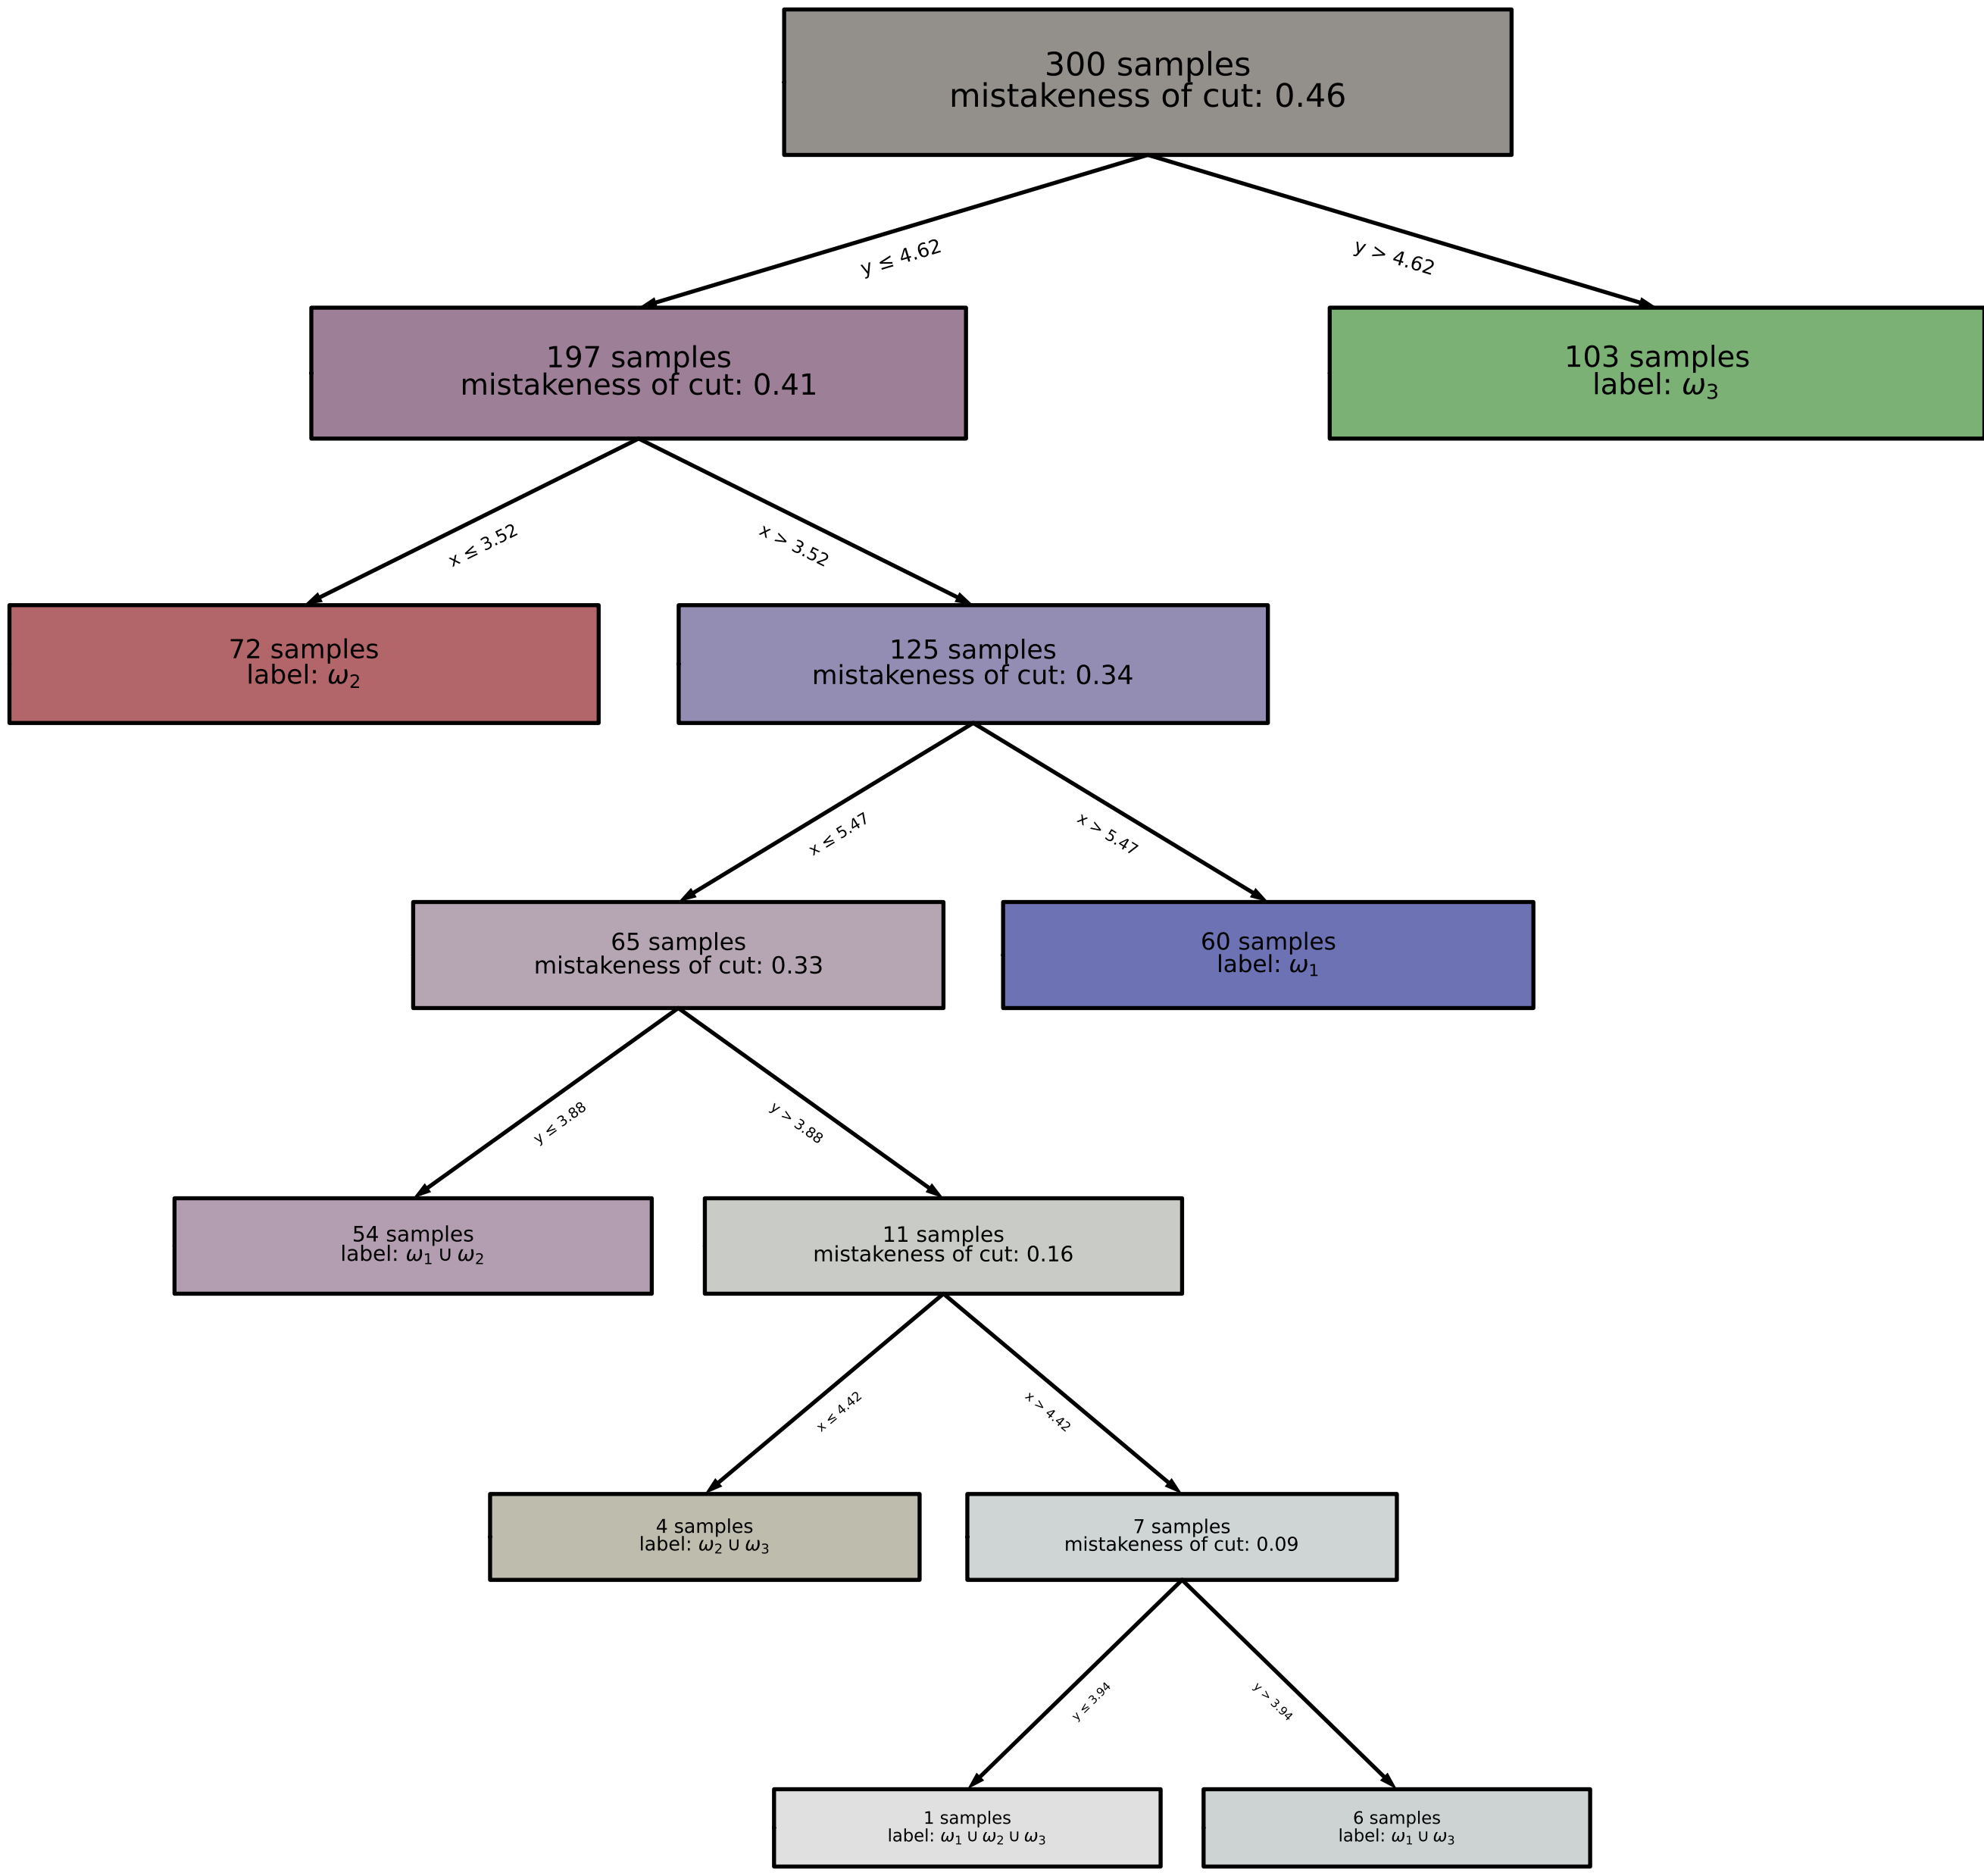 300 samples
mistakeness of cut: 0.46
y ≤ 4.62
y > 4.62
197 samples
mistakeness of cut: 0.41
103 samples
label: ω₃
x ≤ 3.52
x > 3.52
72 samples
label: ω₂
125 samples
mistakeness of cut: 0.34
x ≤ 5.47
x > 5.47
65 samples
mistakeness of cut: 0.33
60 samples
label: ω₁
y ≤ 3.88
y > 3.88
54 samples
label: ω₁ ∪ ω₂
11 samples
mistakeness of cut: 0.16
x ≤ 4.42
x > 4.42
4 samples
label: ω₂ ∪ ω₃
7 samples
mistakeness of cut: 0.09
y ≤ 3.94
y > 3.94
1 samples
label: ω₁ ∪ ω₂ ∪ ω₃
6 samples
label: ω₁ ∪ ω₃